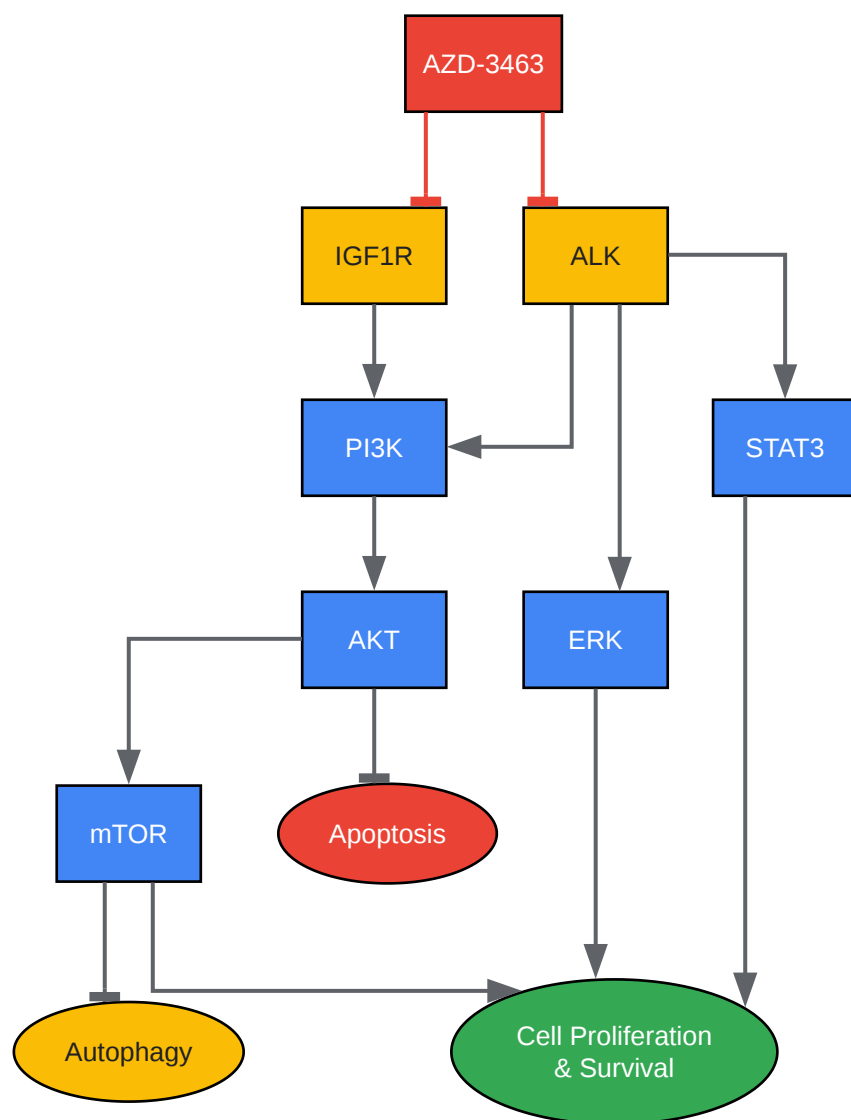 AZD-3463
IGF1R
ALK
PI3K
STAT3
AKT
ERK
mTOR
Apoptosis
Autophagy
Cell Proliferation
& Survival